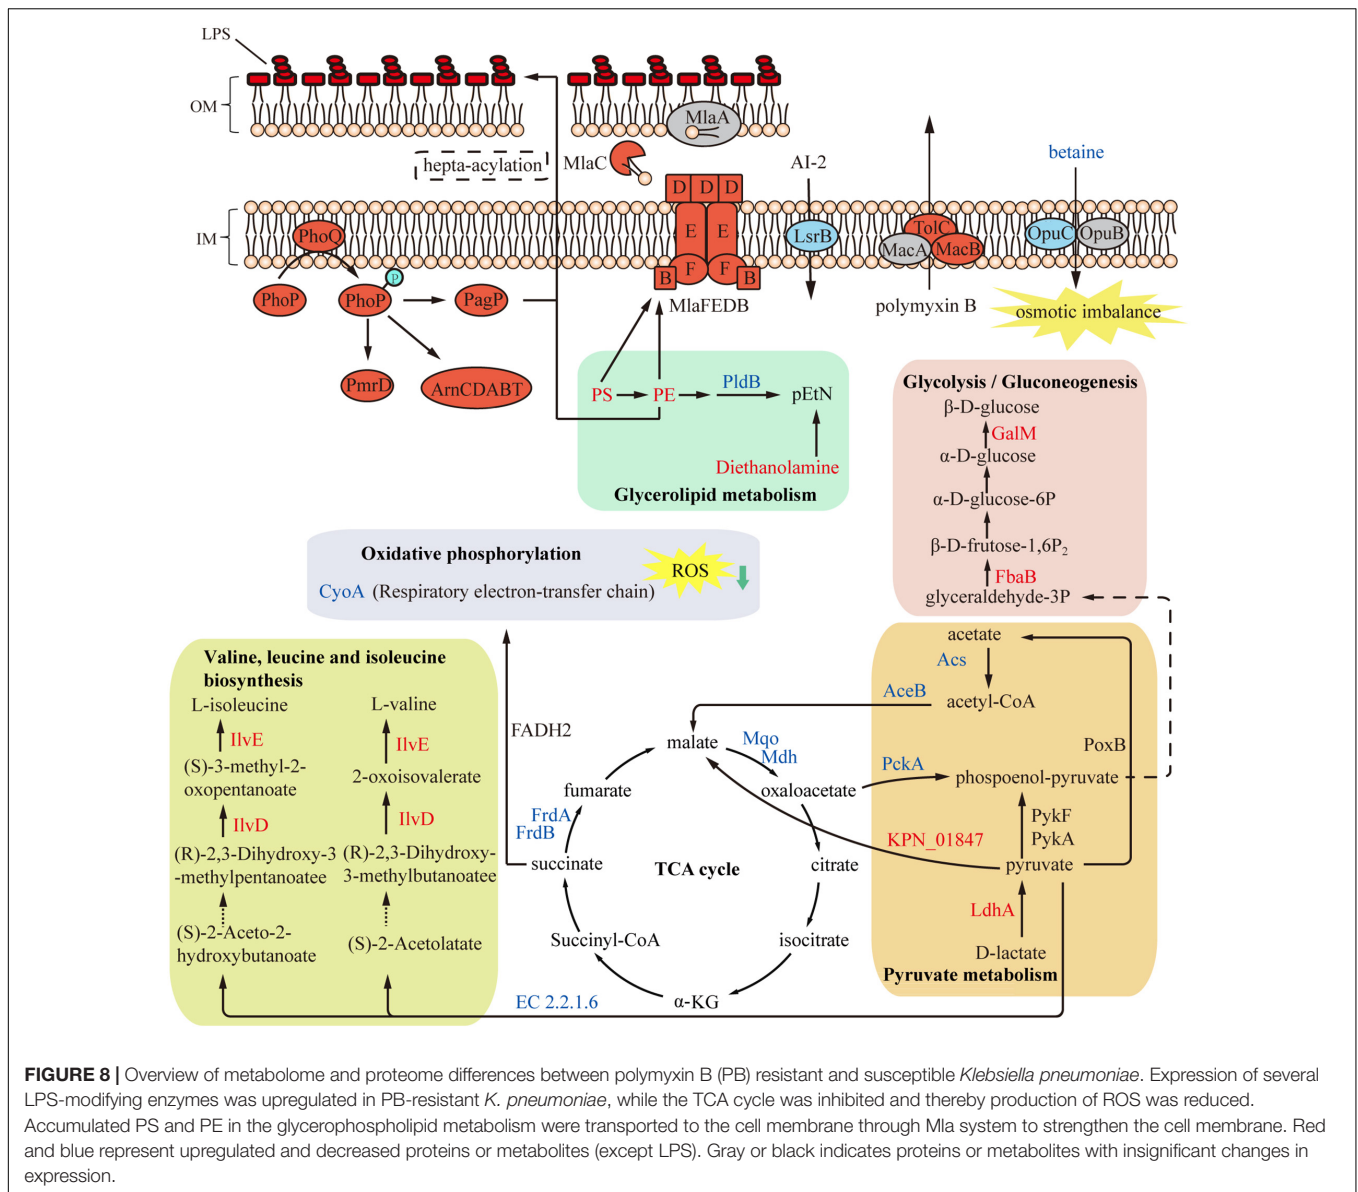 LPS
OM
MlaA
hepta-acylation
MlaC
AI-2
betaine
D D D
IM
PhoQ
E E
LsrB
TolC
MacA
MacB
OpuC
OpuB
P
F F
B B
PhoP
PhoP
PagP
MlaFEDB
polymyxin B
osmotic imbalance
PmrD
ArnCDABT
PS
PE
PldB
pEtN
Diethanolamine
Glycerolipid metabolism
Glycolysis / Gluconeogenesis
β-D-glucose
GalM
α-D-glucose
α-D-glucose-6P
β-D-frutose-1,6P₂
FbaB
glyceraldehyde-3P
Oxidative phosphorylation
CyoA (Respiratory electron-transfer chain)
ROS
Valine, leucine and isoleucine
biosynthesis
L-isoleucine
IlvE
(S)-3-methyl-2-
oxopentanoate
IlvD
(R)-2,3-Dihydroxy-3
-methylpentanoatee
(S)-2-Aceto-2-
hydroxybutanoate
L-valine
IlvE
2-oxoisovalerate
IlvD
(R)-2,3-Dihydroxy-
3-methylbutanoatee
(S)-2-Acetolatate
FADH2
malate
Mqo
Mdh
oxaloacetate
fumarate
FrdA
FrdB
succinate
TCA cycle
citrate
Succinyl-CoA
isocitrate
α-KG
EC 2.2.1.6
acetate
Acs
AceB
acetyl-CoA
PoxB
PckA
phospoenol-pyruvate
PykF
PykA
KPN_01847
pyruvate
LdhA
D-lactate
Pyruvate metabolism
FIGURE 8 | Overview of metabolome and proteome differences between polymyxin B (PB) resistant and susceptible Klebsiella pneumoniae. Expression of several
LPS-modifying enzymes was upregulated in PB-resistant K. pneumoniae, while the TCA cycle was inhibited and thereby production of ROS was reduced.
Accumulated PS and PE in the glycerophospholipid metabolism were transported to the cell membrane through Mla system to strengthen the cell membrane. Red
and blue represent upregulated and decreased proteins or metabolites (except LPS). Gray or black indicates proteins or metabolites with insignificant changes in
expression.